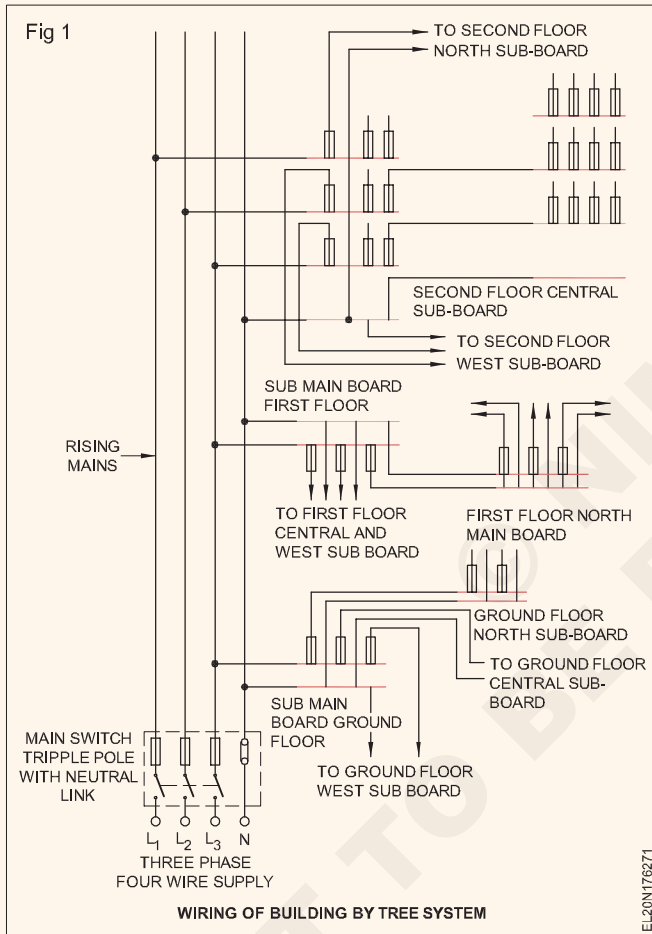 Fig 1
TO SECOND FLOOR
NORTH SUB-BOARD
SECOND FLOOR CENTRAL
SUB-BOARD
TO SECOND FLOOR
WEST SUB-BOARD
SUB MAIN BOARD
FIRST FLOOR
RISING
MAINS
TO FIRST FLOOR
CENTRAL AND
WEST SUB BOARD
FIRST FLOOR NORTH
MAIN BOARD
GROUND FLOOR
NORTH SUB-BOARD
TO GROUND FLOOR
CENTRAL SUB-
BOARD
SUB MAIN
BOARD GROUND
FLOOR
TO GROUND FLOOR
WEST SUB BOARD
MAIN SWITCH
TRIPPLE POLE
WITH NEUTRAL
LINK
L1 L2 L3 N
THREE PHASE
FOUR WIRE SUPPLY
WIRING OF BUILDING BY TREE SYSTEM
EL20N176271
© NI
TO BE